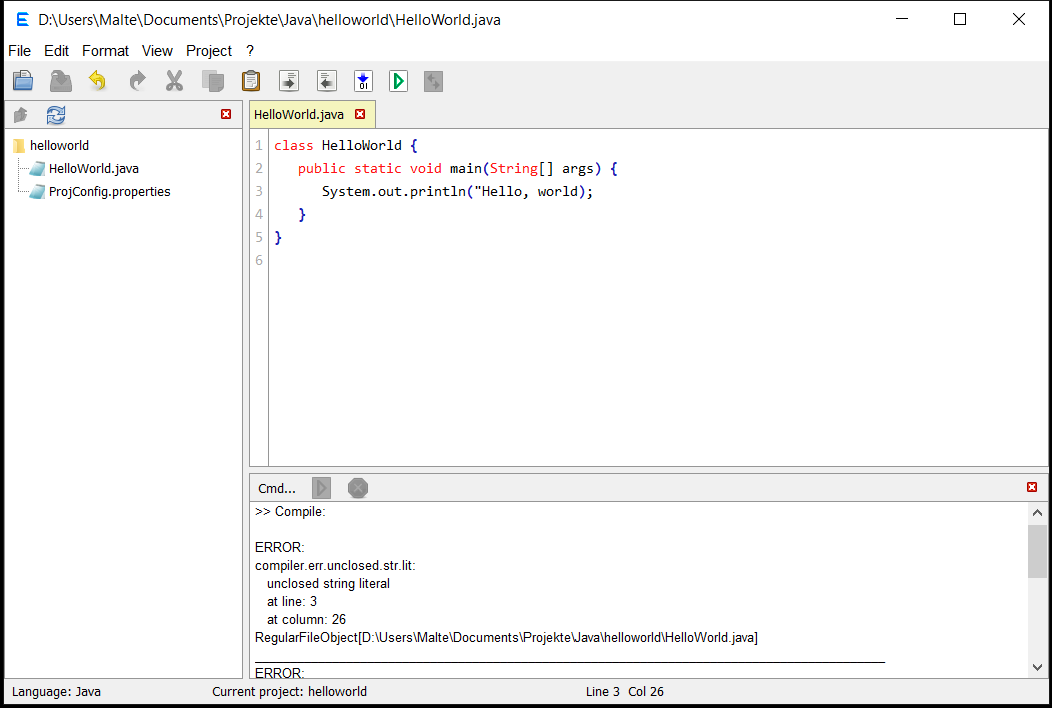 D:\Users\Malte\Documents\Projekte\Java\helloworld\HelloWorld.java
File Edit Format View Project ?
HelloWorld.java
helloworld
HelloWorld.java
ProjConfig.properties
1 class HelloWorld {
2 public static void main(String[] args) {
3 System.out.println("Hello, world);
4 }
5 }
6
Cmd...
>> Compile:
ERROR:
compiler.err.unclosed.str.lit:
unclosed string literal
at line: 3
at column: 26
RegularFileObject[D:\Users\Malte\Documents\Projekte\Java\helloworld\HelloWorld.java]
ERROR:
Language: Java Current project: helloworld Line 3 Col 26